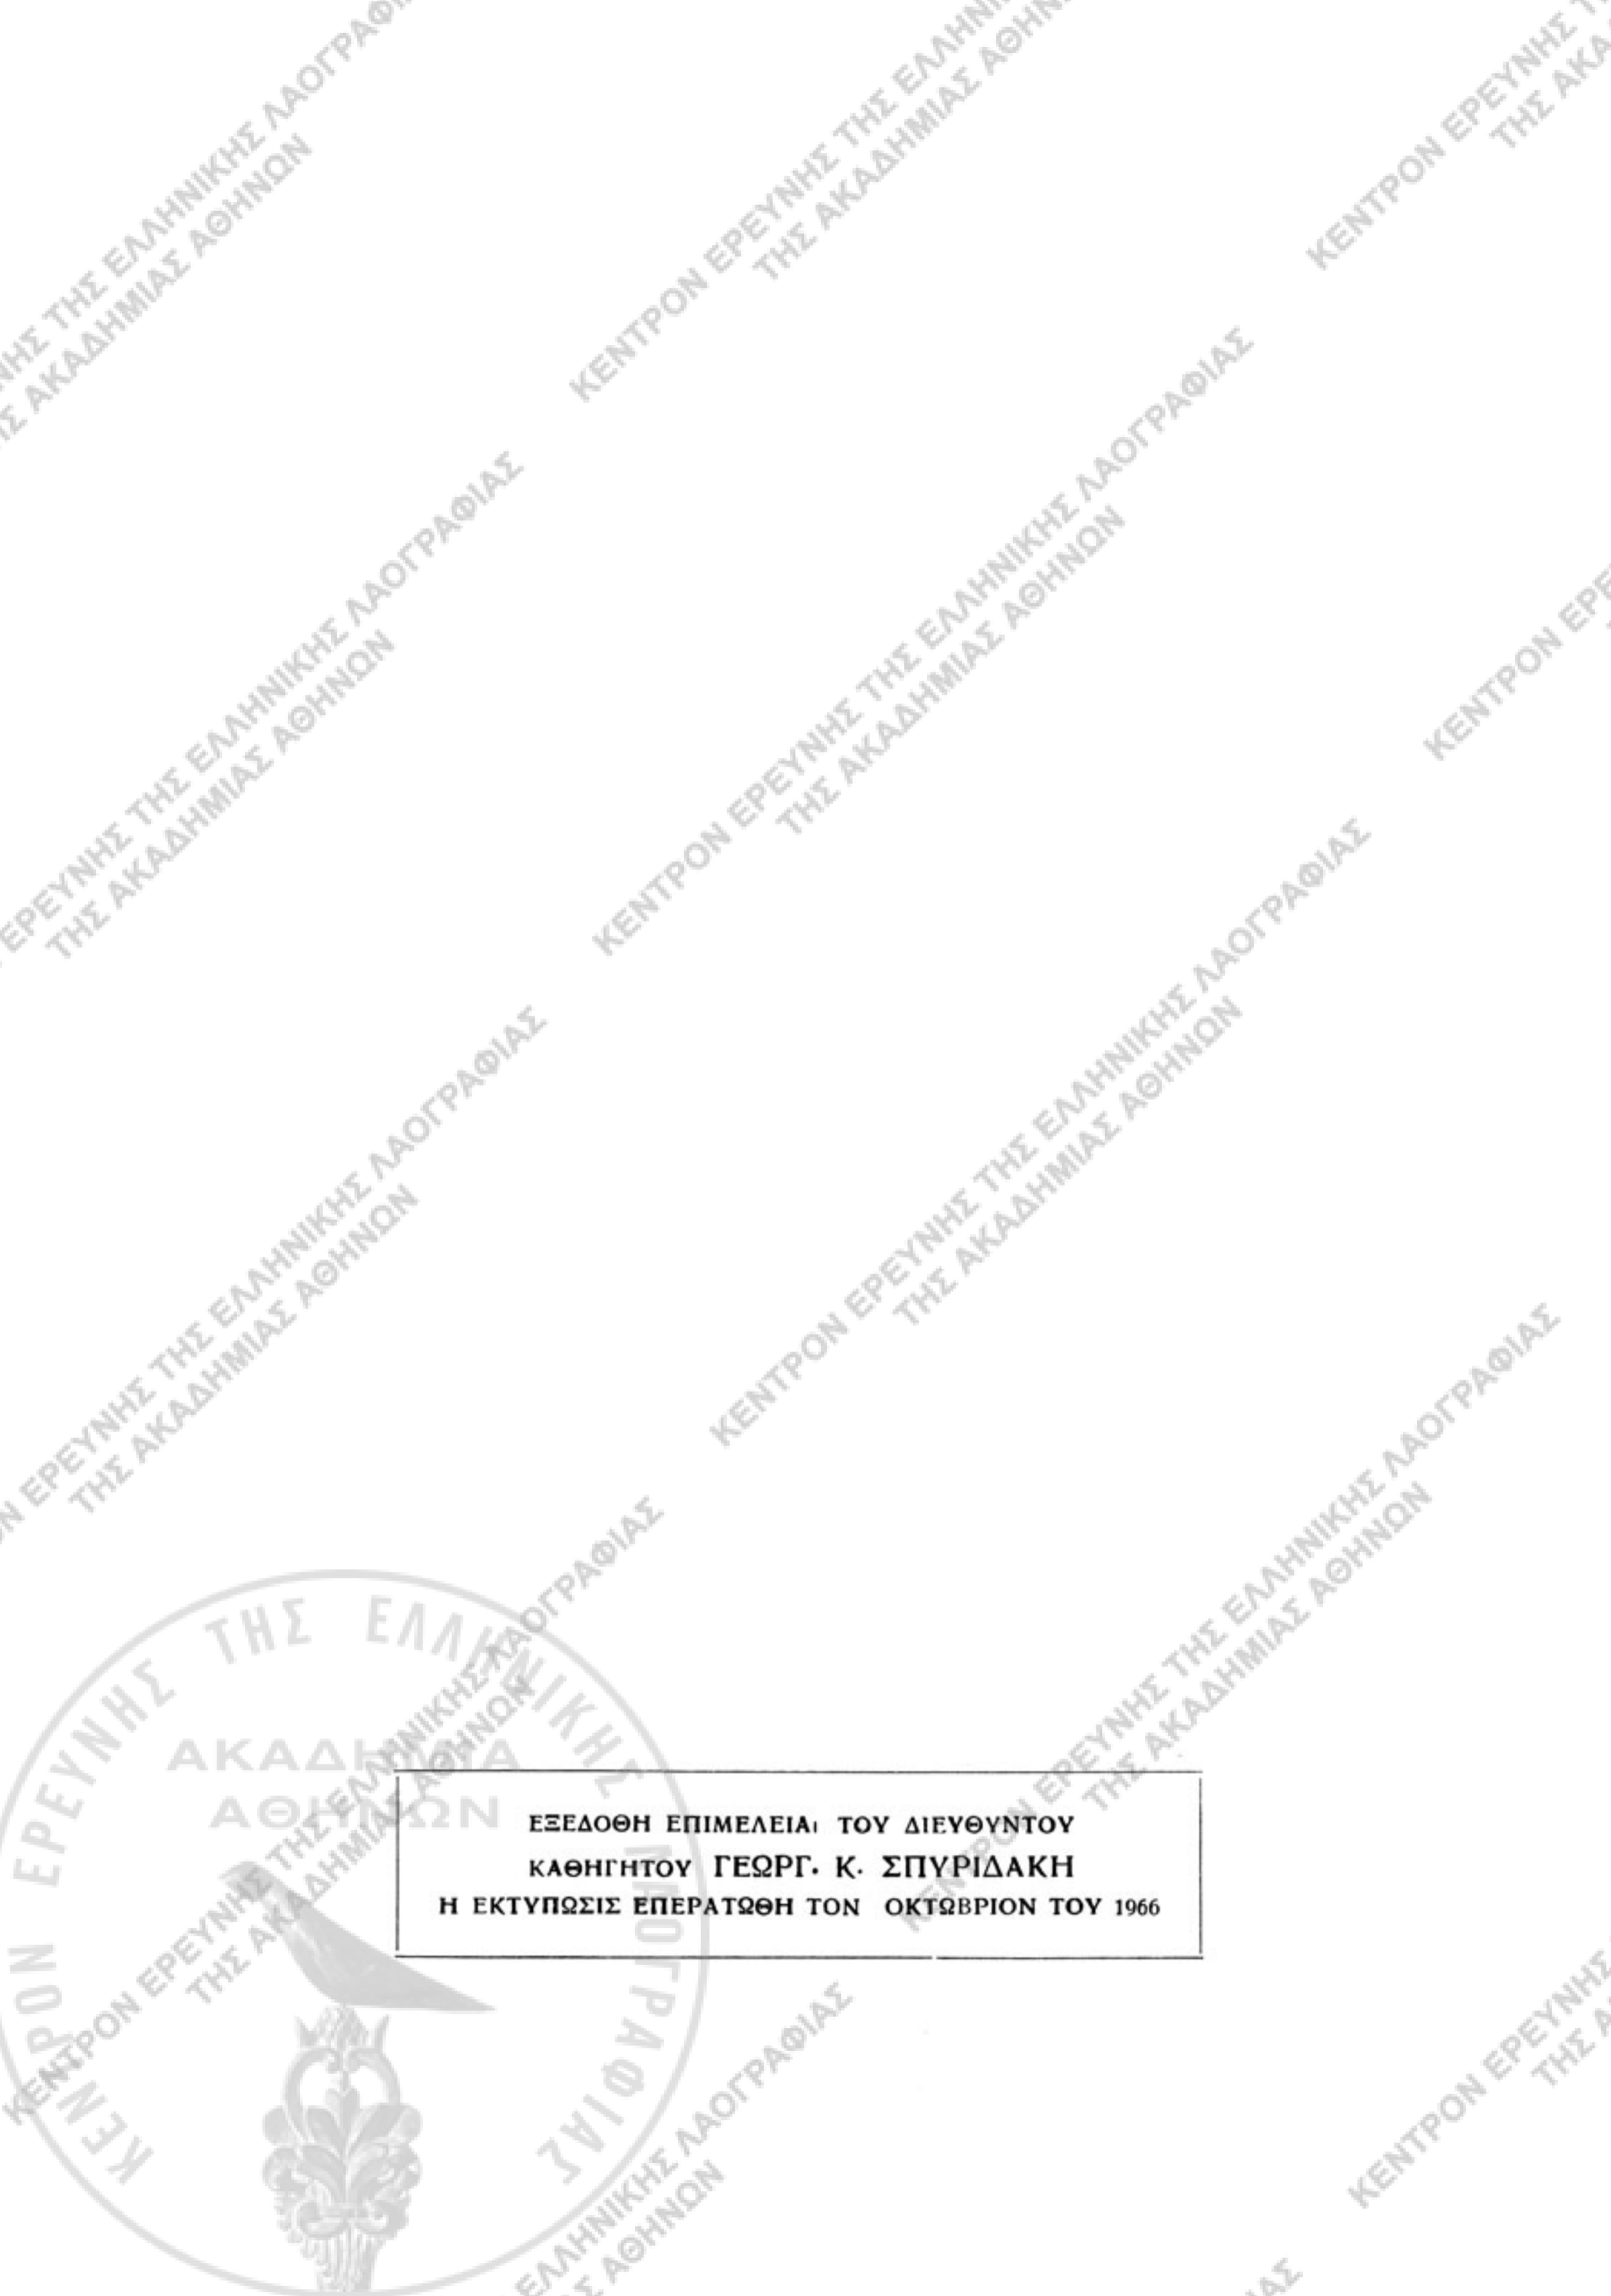 ΚΕΝΤΡΟΝ ΕΡΕΥΝΗΣ ΤΗΣ ΕΛΛΗΝΙΚΗΣ ΛΑΟΓΡΑΦΙΑΣ
ΤΗΣ ΑΚΑΔΗΜΙΑΣ ΑΘΗΝΩΝ
ΚΕΝΤΡΟΝ ΕΡΕΥΝΗΣ ΤΗΣ ΕΛΛΗΝΙΚΗΣ ΛΑΟΓΡΑΦΙΑΣ
ΑΚΑΔΗΜΙΑ
ΑΘΗΝΩΝ
ΕΞΕΔΟΘΗ ΕΠΙΜΕΛΕΙΑι ΤΟΥ ΔΙΕΥΘΥΝΤΟΥ
ΚΑΘΗΓΗΤΟΥ ΓΕΩΡΓ. Κ. ΣΠΥΡΙΔΑΚΗ
Η ΕΚΤΥΠΩΣΙΣ ΕΠΕΡΑΤΩΘΗ ΤΟΝ ΟΚΤΩΒΡΙΟΝ ΤΟΥ 1966